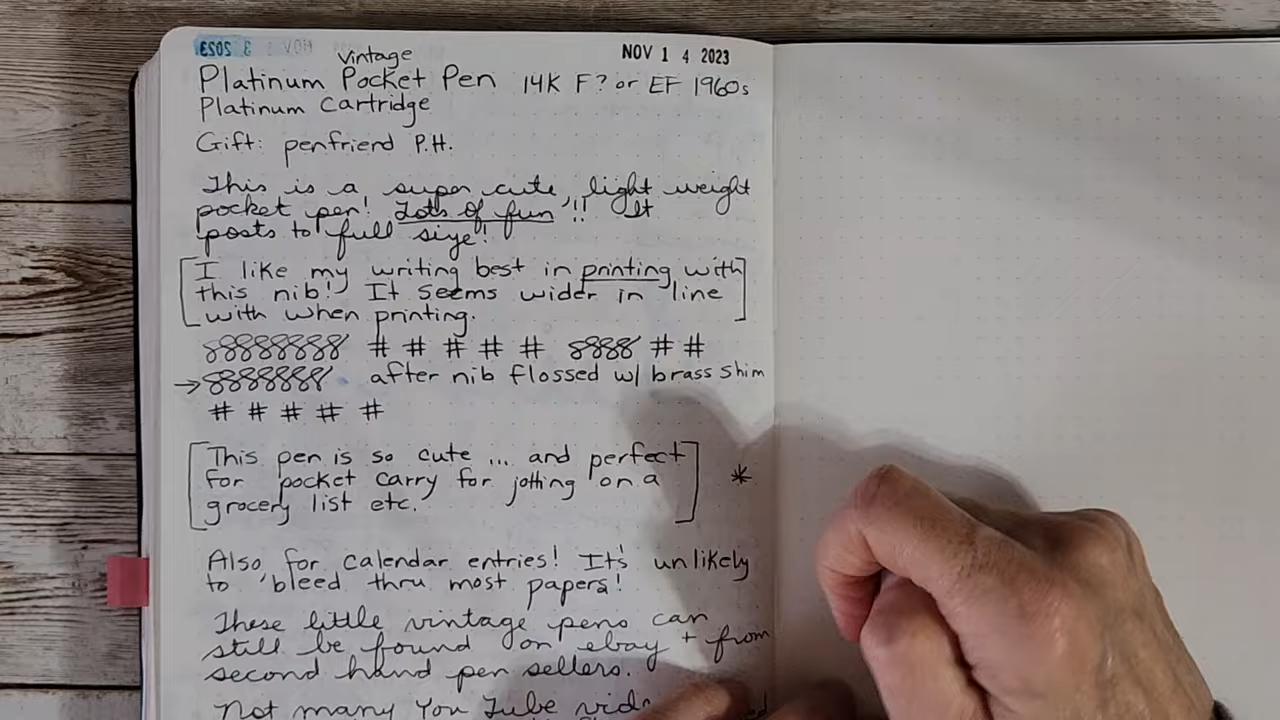 NOV 1 4 2023
Vintage
Platinum Pocket Pen 14K F? or EF 1960s
Platinum Cartridge
Gift: penfriend P.H.
This is a super cute, light weight
pocket pen! Lots of fun!! It
posts to full size!
[I like my writing best in printing with
this nib! It seems wider in line
with when printing.]
88888888 # # # # # 8888 # #
→ 8888888 after nib flossed w/ brass shim
# # # # #
[This pen is so cute ... and perfect
for pocket carry for jotting on a
grocery list etc.] *
Also, for calendar entries! It's unlikely
to bleed thru most papers!
These little vintage pens can
still be found on ebay + from
second hand pen sellers.
Not many You Tube